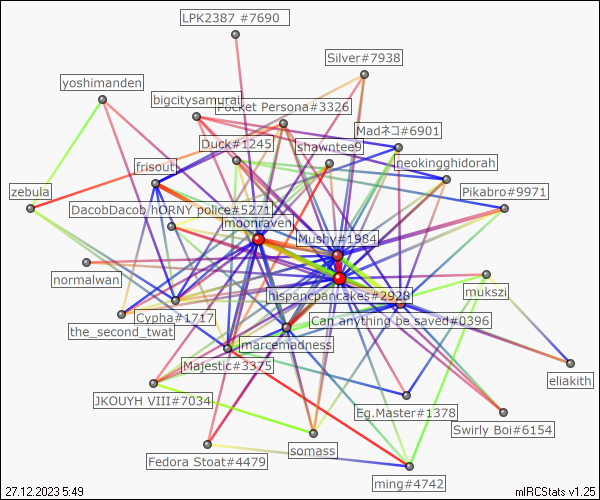 LPK2387 #7690
Silver#7938
yoshimanden
bigcitysamurai
Pocket Persona#3326
Madネコ#6901
Duck#1245
shawntee9
neokingghidorah
frisout
zebula
Pikabro#9971
DacobDacob hORNY police#5271
moonraven
Mushy#1984
normalwan
hispancpancakes#2928
mukszi
Cypha#1717
Can anything be saved#0396
the_second_twat
marcemadness
Majestic#3375
eliakith
JKOUYH VIII#7034
Eg.Master#1378
Swirly Boi#6154
somass
Fedora Stoat#4479
ming#4742
27.12.2023 5:49
mIRCStats v1.25